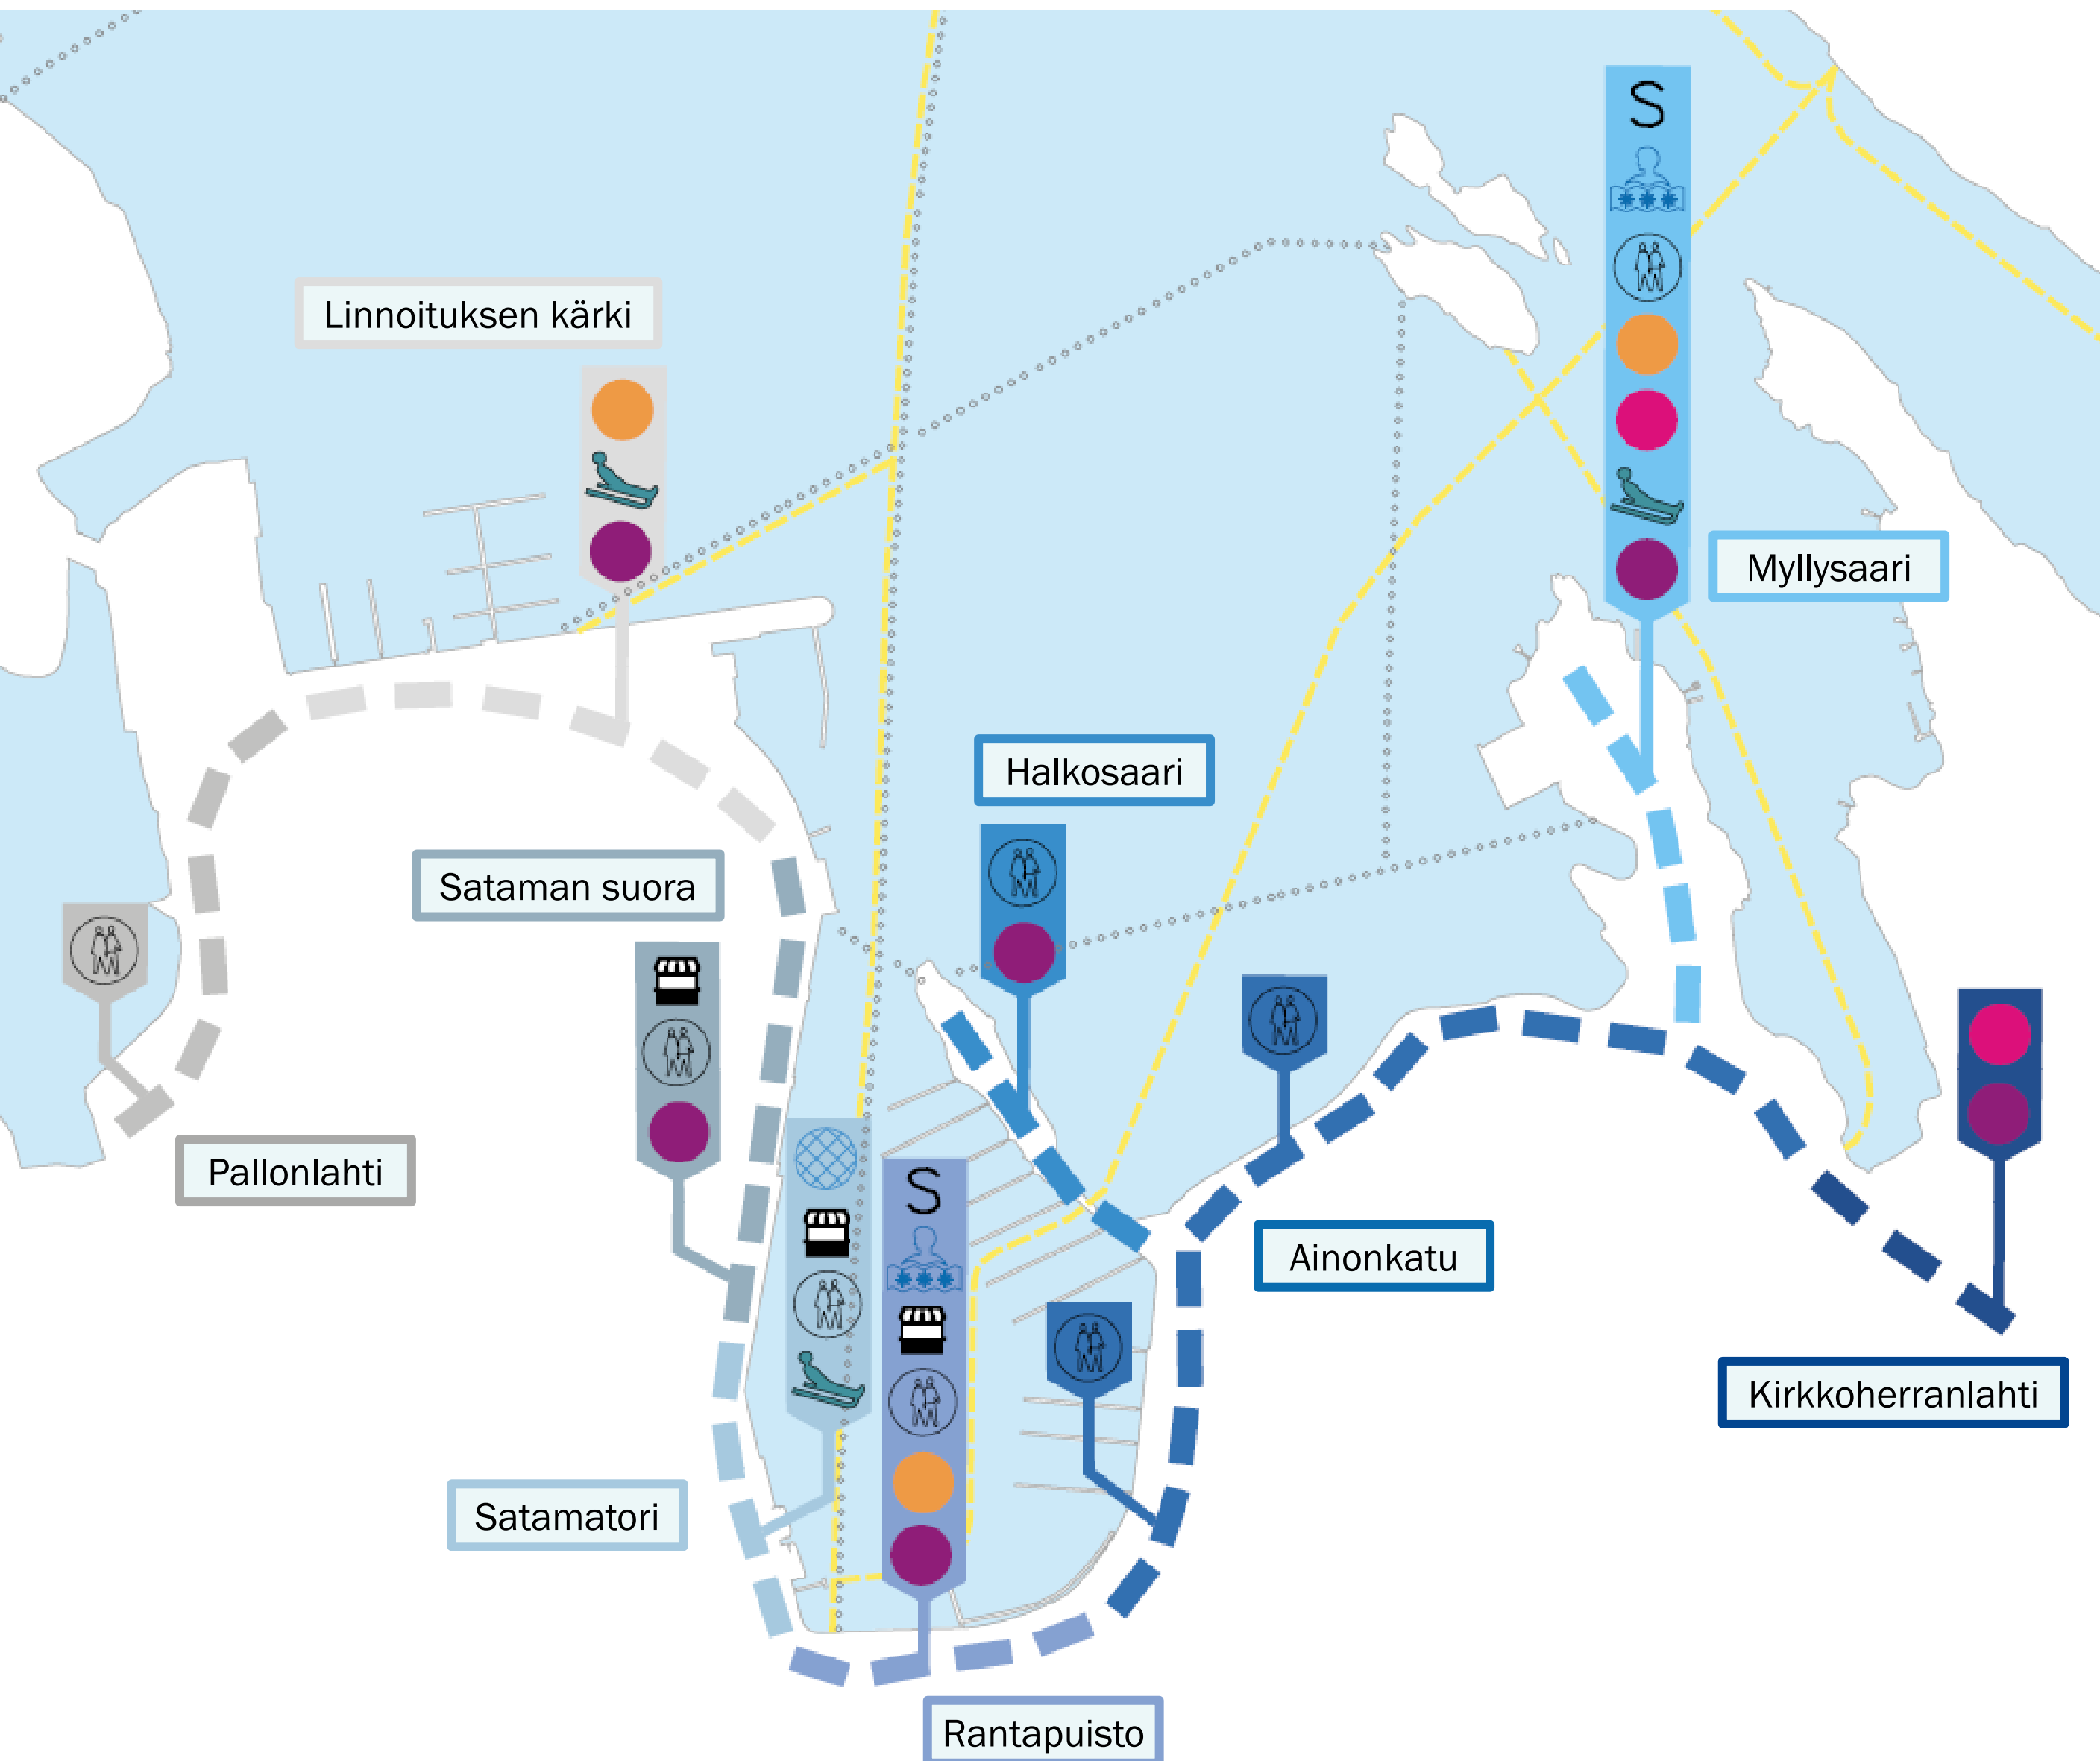 S
Linnoituksen kärki
Myllysaari
Halkosaari
Sataman suora
Pallonlahti
S
Ainonkatu
Kirkkoherranlahti
Satamatori
Rantapuisto